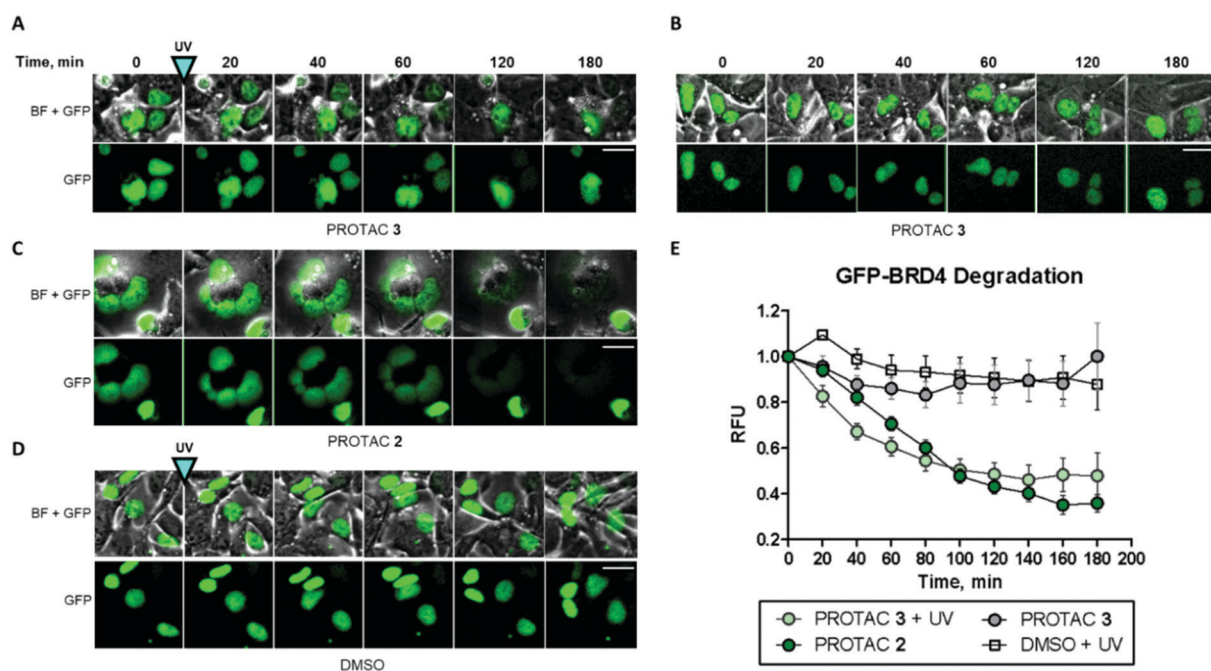 A
UV
Time, min 0 20 40 60 120 180
BF + GFP
GFP
PROTAC 3
B
0 20 40 60 120 180
PROTAC 3
C
BF + GFP
GFP
PROTAC 2
D
UV
BF + GFP
GFP
DMSO
E
GFP-BRD4 Degradation
1.2
1.0
0.8
0.6
0.4
0.2
RFU
0 20 40 60 80 100 120 140 160 180 200
Time, min
PROTAC 3 + UV
PROTAC 3
PROTAC 2
DMSO + UV